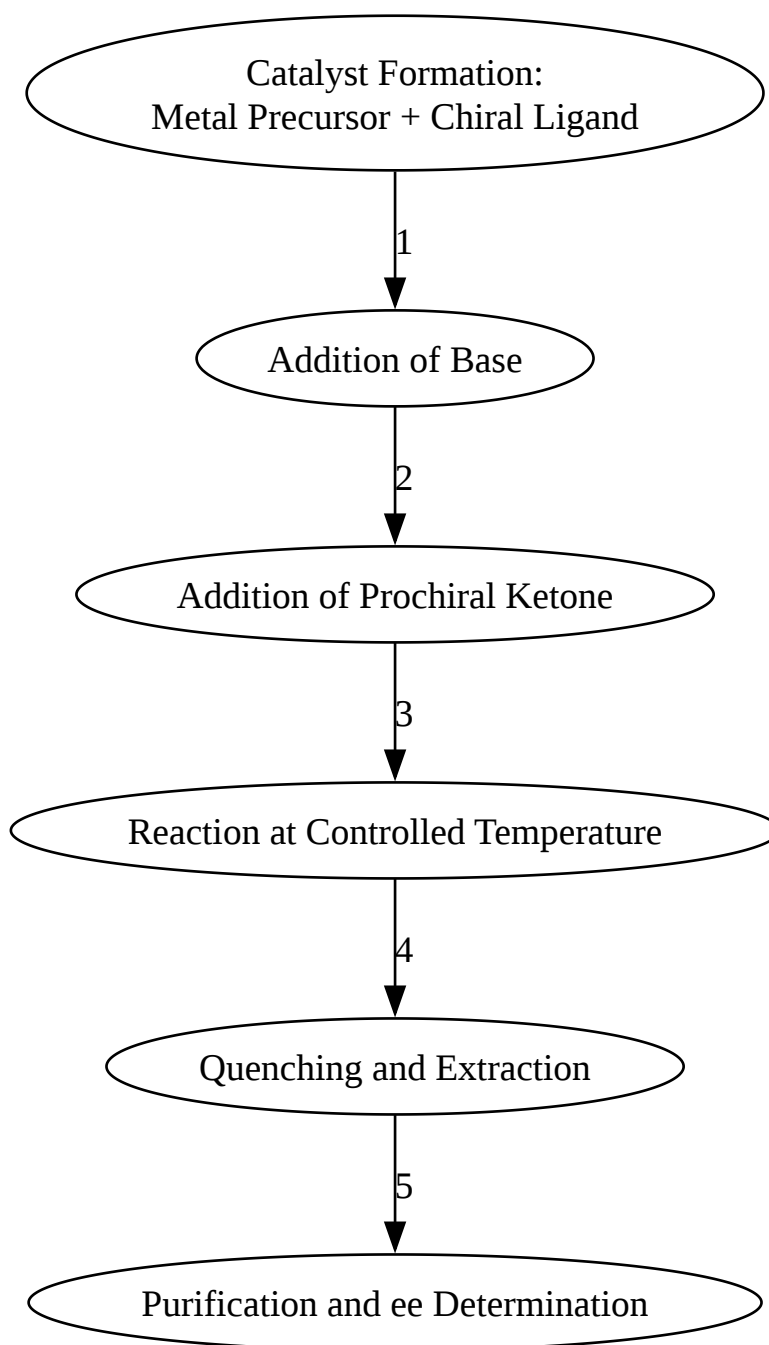 Catalyst Formation:
Metal Precursor + Chiral Ligand
1
Addition of Base
2
Addition of Prochiral Ketone
3
Reaction at Controlled Temperature
4
Quenching and Extraction
5
Purification and ee Determination